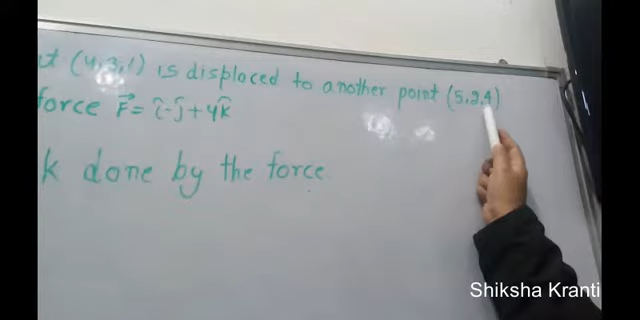 ut (4,3,1) is displaced to another point (5,2,4)
force F⃗ = î - ĵ + 4k̂
k done by the force
Shiksha Kranti